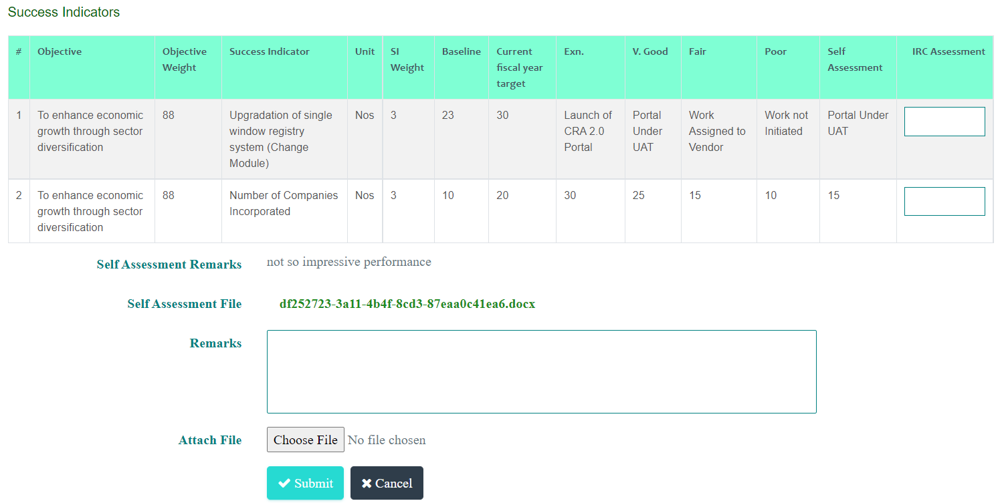 Success Indicators
# Objective Objective Weight Success Indicator Unit SI Weight Baseline Current fiscal year target Exn. V. Good Fair Poor Self Assessment IRC Assessment
1 To enhance economic growth through sector diversification 88 Upgradation of single window registry system (Change Module) Nos 3 23 30 Launch of CRA 2.0 Portal Portal Under UAT Work Assigned to Vendor Work not Initiated Portal Under UAT
2 To enhance economic growth through sector diversification 88 Number of Companies Incorporated Nos 3 10 20 30 25 15 10 15
Self Assessment Remarks not so impressive performance
Self Assessment File df252723-3a11-4b4f-8cd3-87eaa0c41ea6.docx
Remarks
Attach File Choose File No file chosen
Submit Cancel